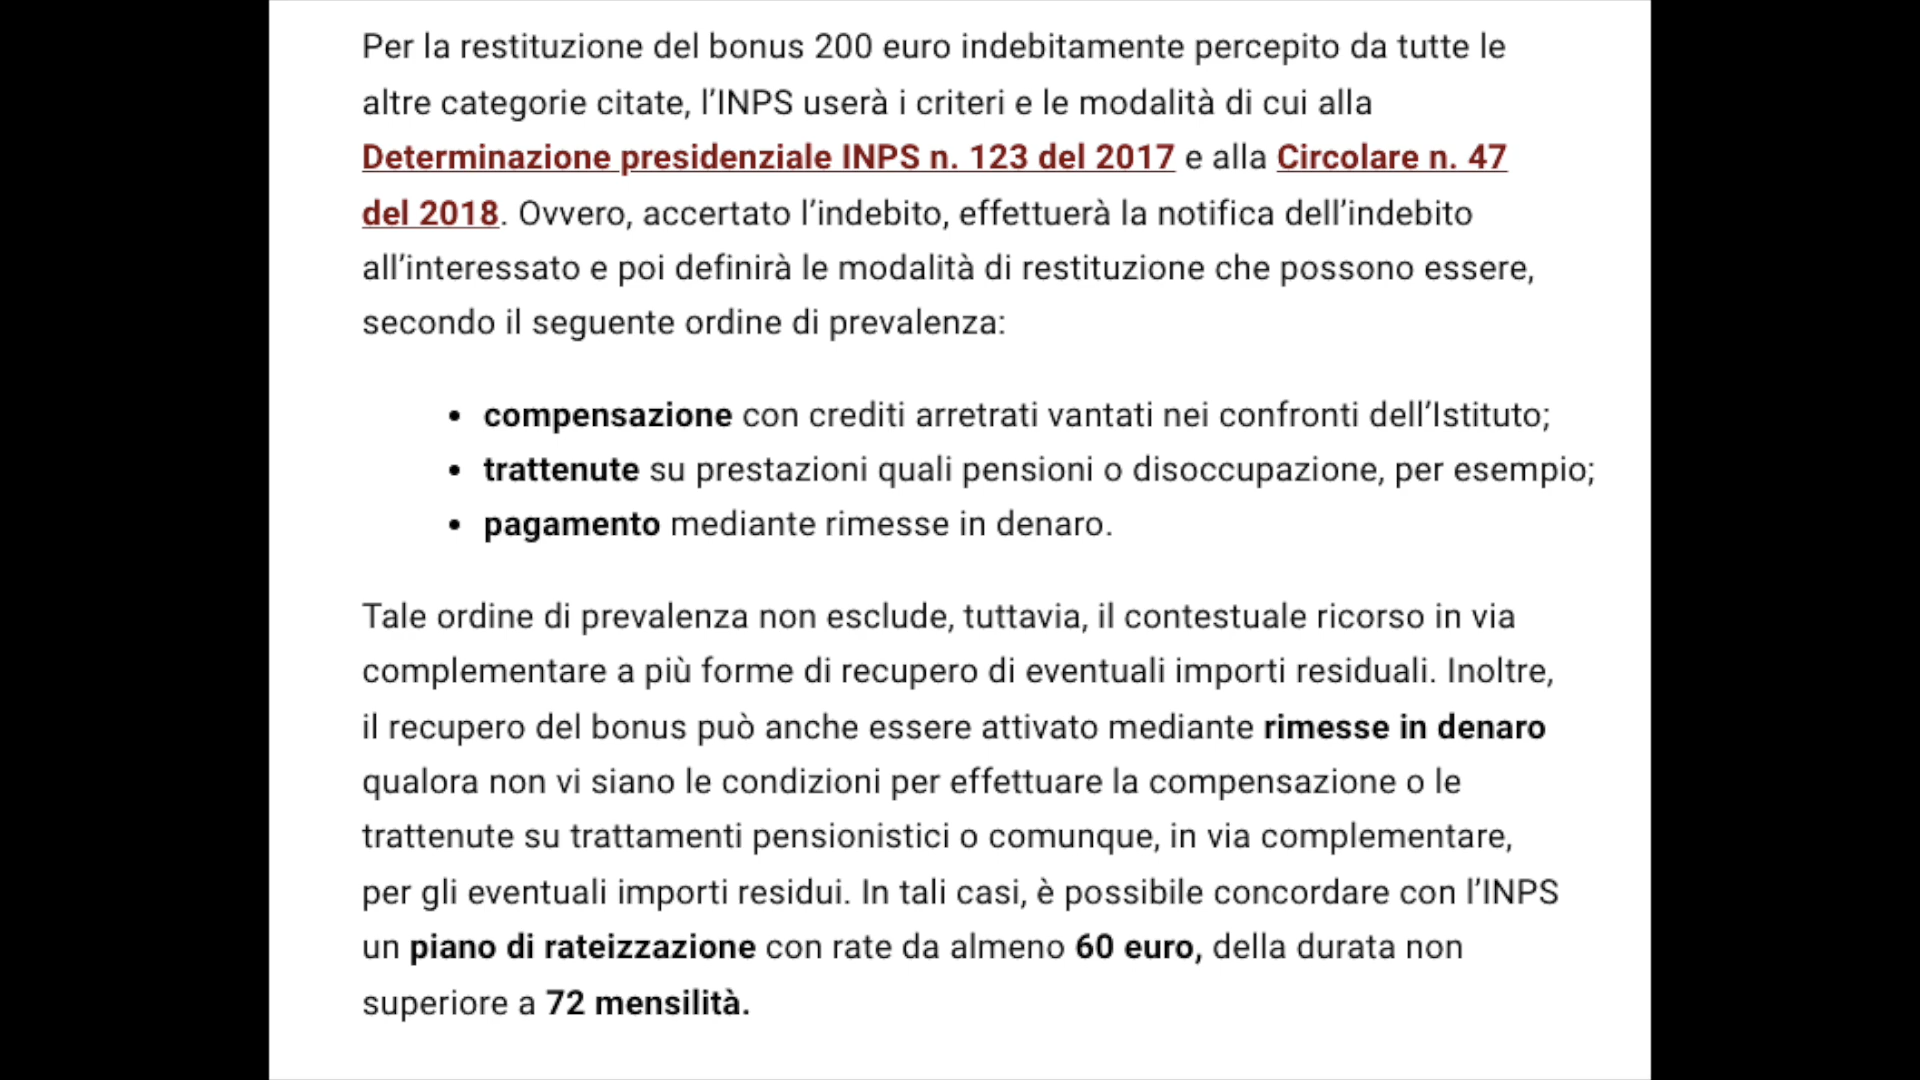 Per la restituzione del bonus 200 euro indebitamente percepito da tutte le
altre categorie citate, l’INPS userà i criteri e le modalità di cui alla
Determinazione presidenziale INPS n. 123 del 2017 e alla Circolare n. 47
del 2018. Ovvero, accertato l’indebito, effettuerà la notifica dell’indebito
all’interessato e poi definirà le modalità di restituzione che possono essere,
secondo il seguente ordine di prevalenza:
• compensazione con crediti arretrati vantati nei confronti dell’Istituto;
• trattenute su prestazioni quali pensioni o disoccupazione, per esempio;
• pagamento mediante rimesse in denaro.
Tale ordine di prevalenza non esclude, tuttavia, il contestuale ricorso in via
complementare a più forme di recupero di eventuali importi residuali. Inoltre,
il recupero del bonus può anche essere attivato mediante rimesse in denaro
qualora non vi siano le condizioni per effettuare la compensazione o le
trattenute su trattamenti pensionistici o comunque, in via complementare,
per gli eventuali importi residui. In tali casi, è possibile concordare con l’INPS
un piano di rateizzazione con rate da almeno 60 euro, della durata non
superiore a 72 mensilità.